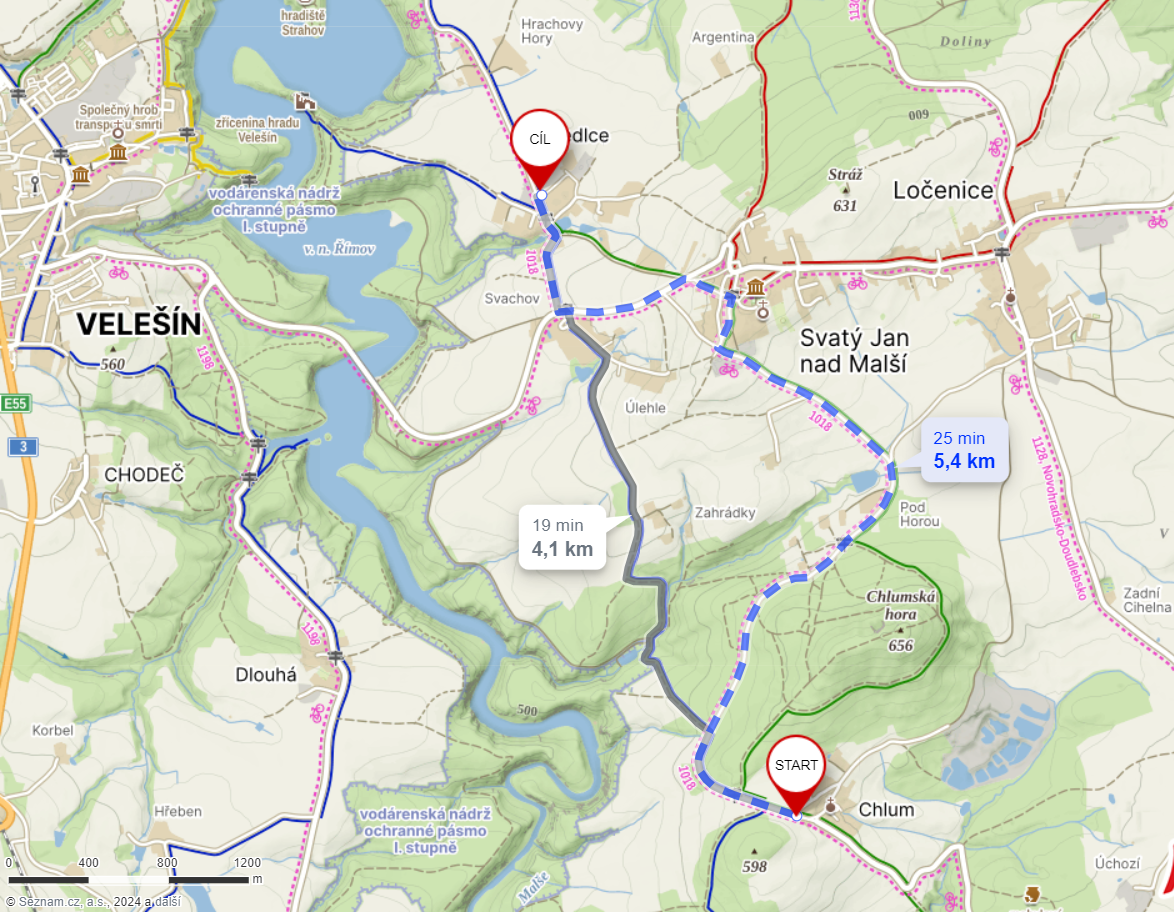 hradiště
Strahov
Hrachovy
Hory
Argentina
1134
Doliny
Společný hrob
transportu smrti
zřícenina hradu
Velešín
600
CÍL
edlce
Stráž
631
Ločenice
vodárenská nádrž
ochranné pásmo
I. stupně
v. n. Římov
1018
Svachov
VELEŠÍN
560
1198
Svatý Jan
nad Malší
E55
3
Úlehle
1018
25 min
5,4 km
CHODEČ
1128, Novohradsko-Doudlebsko
19 min
4,1 km
Zahrádky
Pod
Horou
V
Chlumská
hora
656
Zadní
Cihelna
1198
Dlouhá
500
Korbel
1018
START
Chlum
Hřeben
vodárenská nádrž
ochranné pásmo
I. stupně
598
Malše
Úchozí
0 400 800 1200
m
© Seznam.cz, a.s., 2024 a další